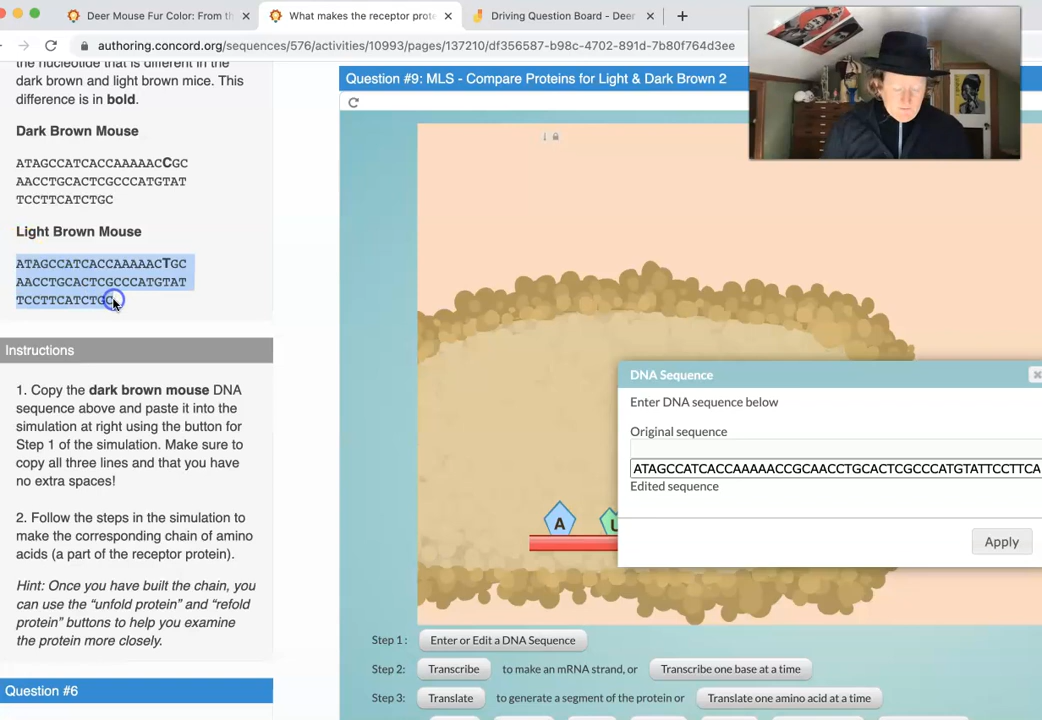 Deer Mouse Fur Color: From th
What makes the receptor prote
Driving Question Board - Deer
authoring.concord.org/sequences/576/activities/10993/pages/137210/df356587-b98c-4702-891d-7b80f764d3ee
the nucleotide that is different in the
dark brown and light brown mice. This
difference is in bold.
Dark Brown Mouse
ATAGCCATCACCAAAAACCGC
AACCTGCACTCGCCCATGTAT
TCCTTCATCTGC
Light Brown Mouse
ATAGCCATCACCAAAAACTGC
AACCTGCACTCGCCCATGTAT
TCCTTCATCTGC
Instructions
1. Copy the dark brown mouse DNA
sequence above and paste it into the
simulation at right using the button for
Step 1 of the simulation. Make sure to
copy all three lines and that you have
no extra spaces!
2. Follow the steps in the simulation to
make the corresponding chain of amino
acids (a part of the receptor protein).
Hint: Once you have built the chain, you
can use the “unfold protein” and “refold
protein” buttons to help you examine
the protein more closely.
Question #6
Question #9: MLS - Compare Proteins for Light & Dark Brown 2
DNA Sequence
Enter DNA sequence below
Original sequence
ATAGCCATCACCAAAAACCGCAACCTGCACTCGCCCATGTATTCCTTCA
Edited sequence
Apply
A
U
Step 1 : Enter or Edit a DNA Sequence
Step 2: Transcribe to make an mRNA strand, or Transcribe one base at a time
Step 3: Translate to generate a segment of the protein or Translate one amino acid at a time